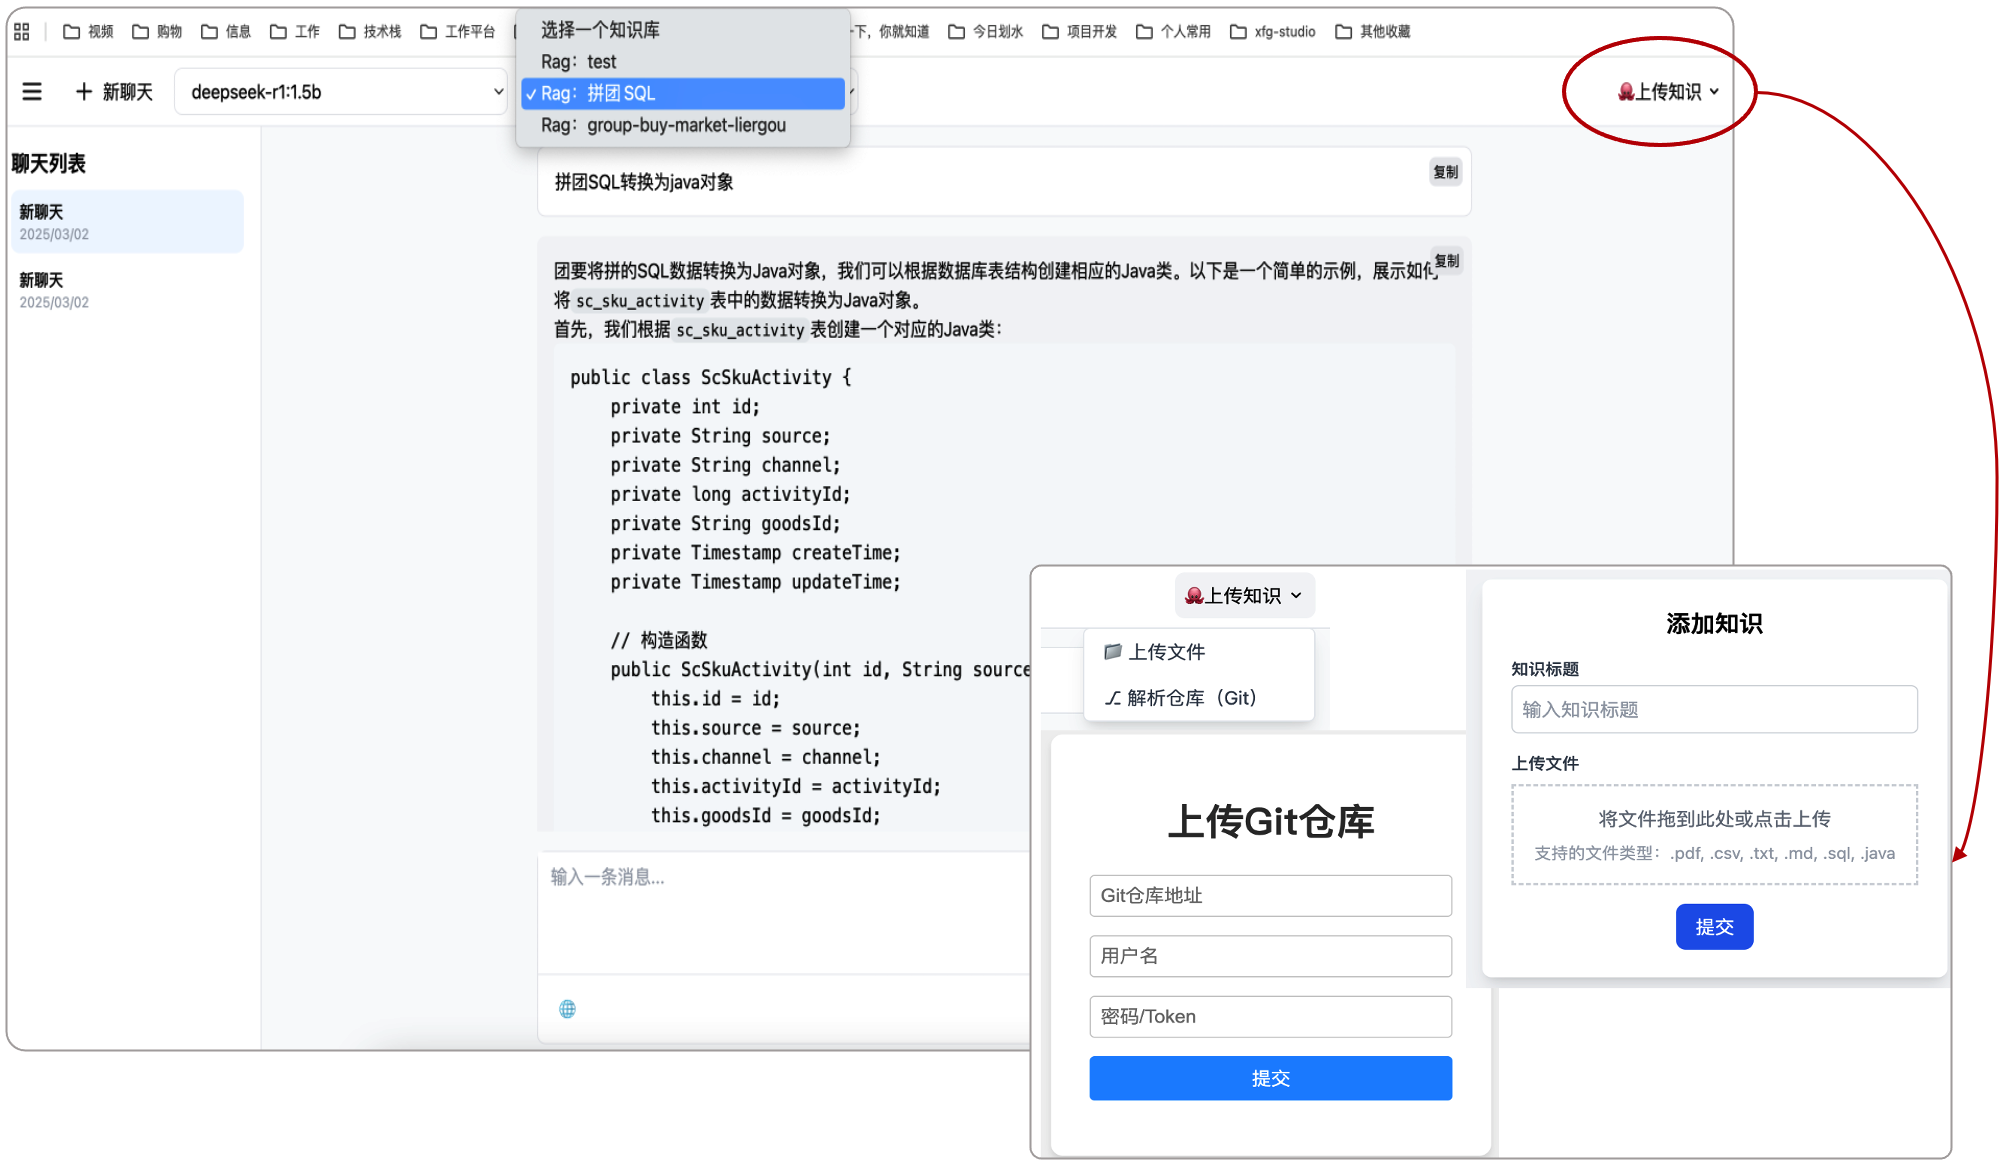 视频
购物
信息
工作
技术栈
工作平台
一下，你就知道
今日划水
项目开发
个人常用
xfg-studio
其他收藏
选择一个知识库
Rag：test
✓ Rag：拼团 SQL
Rag：group-buy-market-liergou
新聊天
deepseek-r1:1.5b
上传知识
聊天列表
新聊天
2025/03/02
新聊天
2025/03/02
拼团SQL转换为java对象
复制
团要将拼的SQL数据转换为Java对象，我们可以根据数据库表结构创建相应的Java类。以下是一个简单的示例，展示如何
复制
将 sc_sku_activity 表中的数据转换为Java对象。
首先，我们根据 sc_sku_activity 表创建一个对应的Java类：
public class ScSkuActivity {
private int id;
private String source;
private String channel;
private long activityId;
private String goodsId;
private Timestamp createTime;
private Timestamp updateTime;
// 构造函数
public ScSkuActivity(int id, String source
this.id = id;
this.source = source;
this.channel = channel;
this.activityId = activityId;
this.goodsId = goodsId;
输入一条消息...
上传知识
上传文件
解析仓库（Git）
上传Git仓库
Git仓库地址
用户名
密码/Token
提交
添加知识
知识标题
输入知识标题
上传文件
将文件拖到此处或点击上传
支持的文件类型：.pdf, .csv, .txt, .md, .sql, .java
提交